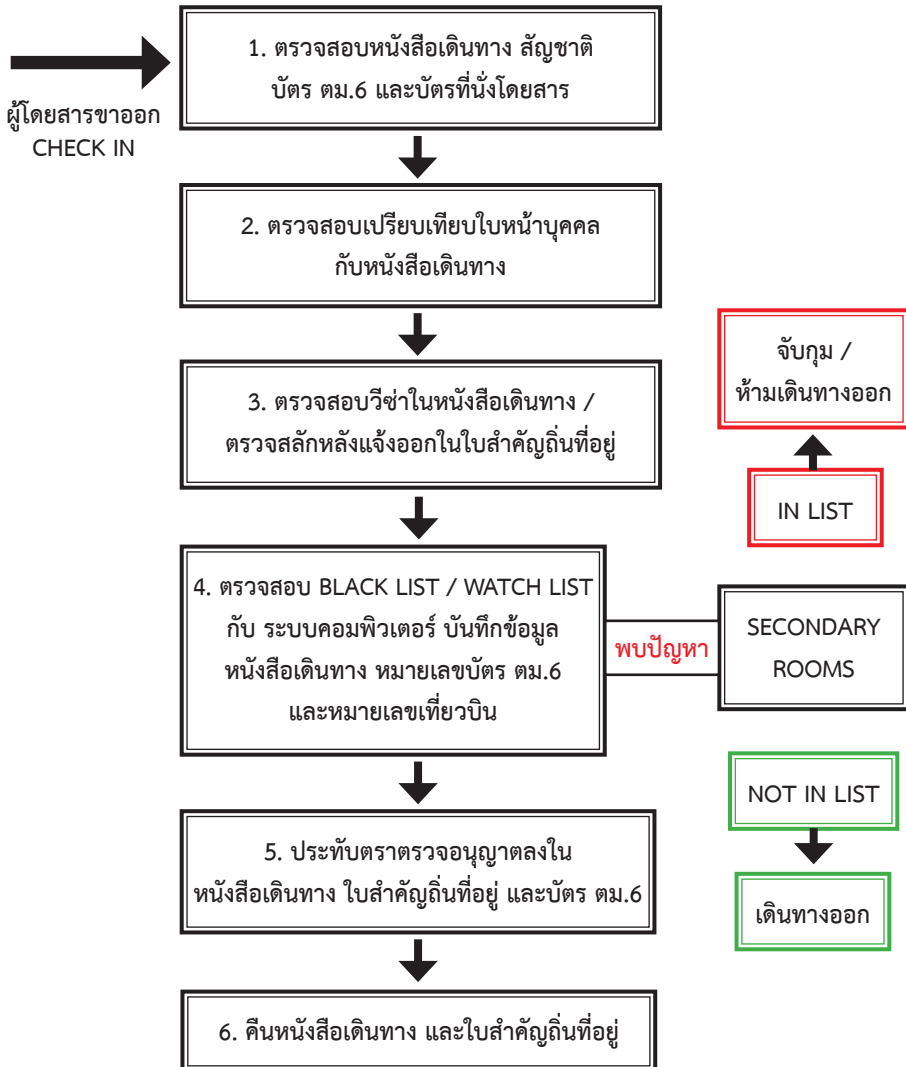 1. ตรวจสอบหนังสือเดินทาง สัญชาติ
บัตร ตม.6 และบัตรที่นั่งโดยสาร
ผู้โดยสารขาออก
CHECK IN
2. ตรวจสอบเปรียบเทียบใบหน้าบุคคล
กับหนังสือเดินทาง
3. ตรวจสอบวีซ่าในหนังสือเดินทาง /
ตรวจสลักหลังแจ้งออกในใบสำคัญถิ่นที่อยู่
จับกุม /
ห้ามเดินทางออก
IN LIST
4. ตรวจสอบ BLACK LIST / WATCH LIST
กับ ระบบคอมพิวเตอร์ บันทึกข้อมูล
หนังสือเดินทาง หมายเลขบัตร ตม.6
และหมายเลขเที่ยวบิน
พบปัญหา
SECONDARY
ROOMS
NOT IN LIST
เดินทางออก
5. ประทับตราตรวจอนุญาตลงใน
หนังสือเดินทาง ใบสำคัญถิ่นที่อยู่ และบัตร ตม.6
6. คืนหนังสือเดินทาง และใบสำคัญถิ่นที่อยู่